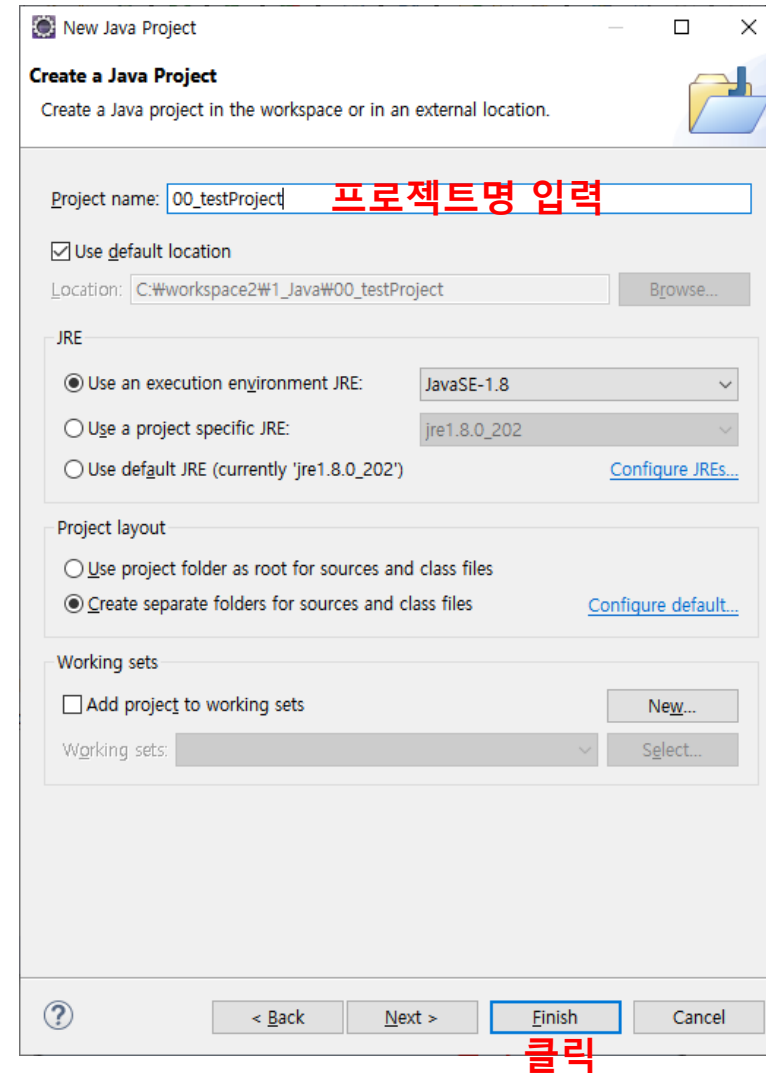 New Java Project
Create a Java Project
Create a Java project in the workspace or in an external location.
Project name: 00_testProject 프로젝트명 입력
Use default location
Location: C:₩workspace2₩1_Java₩00_testProject Browse...
JRE
Use an execution environment JRE: JavaSE-1.8
Use a project specific JRE: jre1.8.0_202
Use default JRE (currently 'jre1.8.0_202') Configure JREs...
Project layout
Use project folder as root for sources and class files
Create separate folders for sources and class files Configure default...
Working sets
Add project to working sets New...
Working sets: Select...
? < Back Next > Finish Cancel
클릭